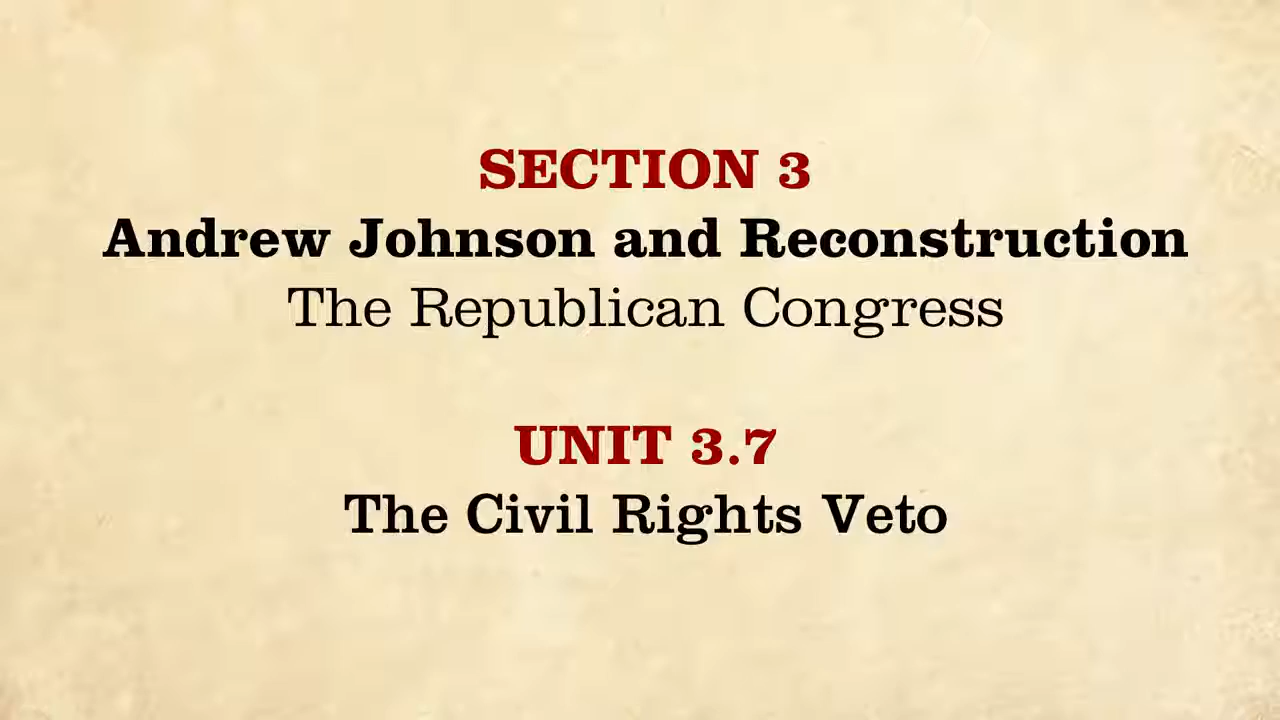 SECTION 3
Andrew Johnson and Reconstruction
The Republican Congress
UNIT 3.7
The Civil Rights Veto